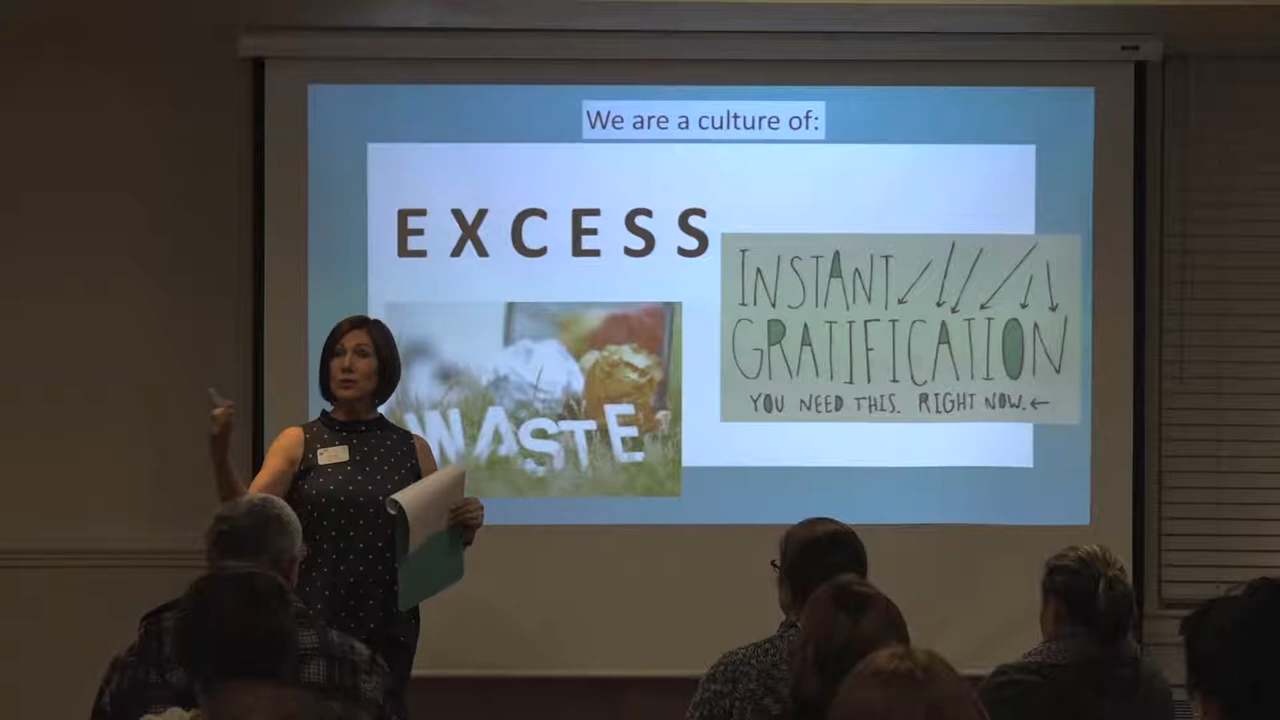 We are a culture of:
EXCESS
INSTANT
GRATIFICATION
YOU NEED THIS. RIGHT NOW.←
WASTE